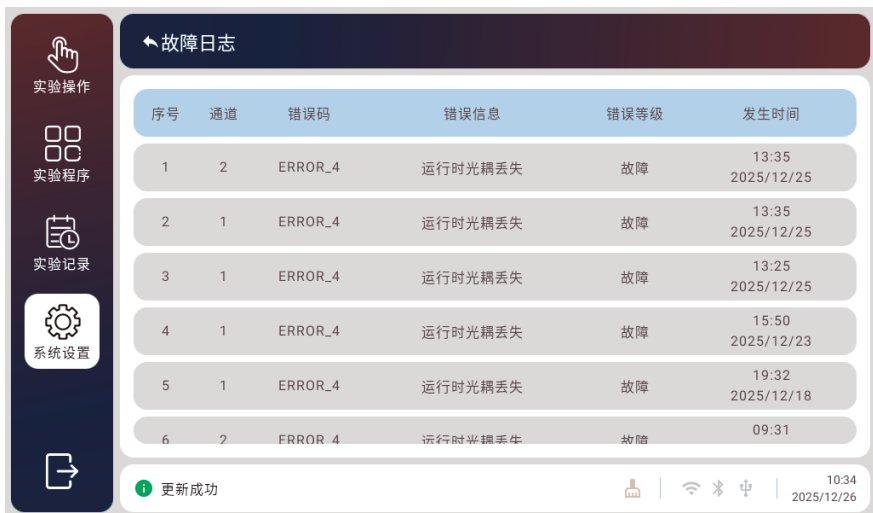 故障日志
实验操作
实验程序
实验记录
系统设置
序号 通道 错误码 错误信息 错误等级 发生时间
1 2 ERROR_4 运行时光耦丢失 故障 13:35 2025/12/25
2 1 ERROR_4 运行时光耦丢失 故障 13:35 2025/12/25
3 1 ERROR_4 运行时光耦丢失 故障 13:25 2025/12/25
4 1 ERROR_4 运行时光耦丢失 故障 15:50 2025/12/23
5 1 ERROR_4 运行时光耦丢失 故障 19:32 2025/12/18
6 2 ERROR_4 运行时光耦丢失 故障 09:31
更新成功
10:34
2025/12/26